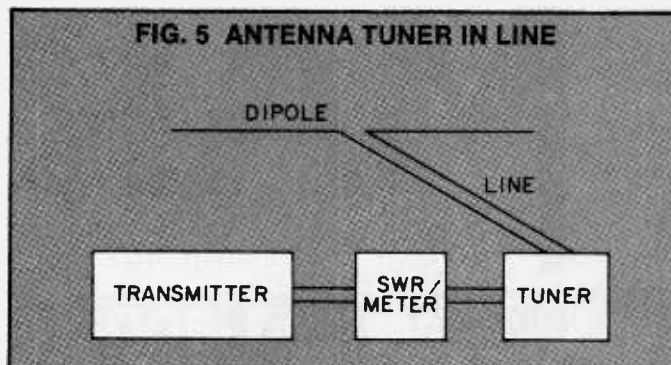 FIG. 5 ANTENNA TUNER IN LINE
DIPOLE
LINE
TRANSMITTER
SWR/
METER
TUNER